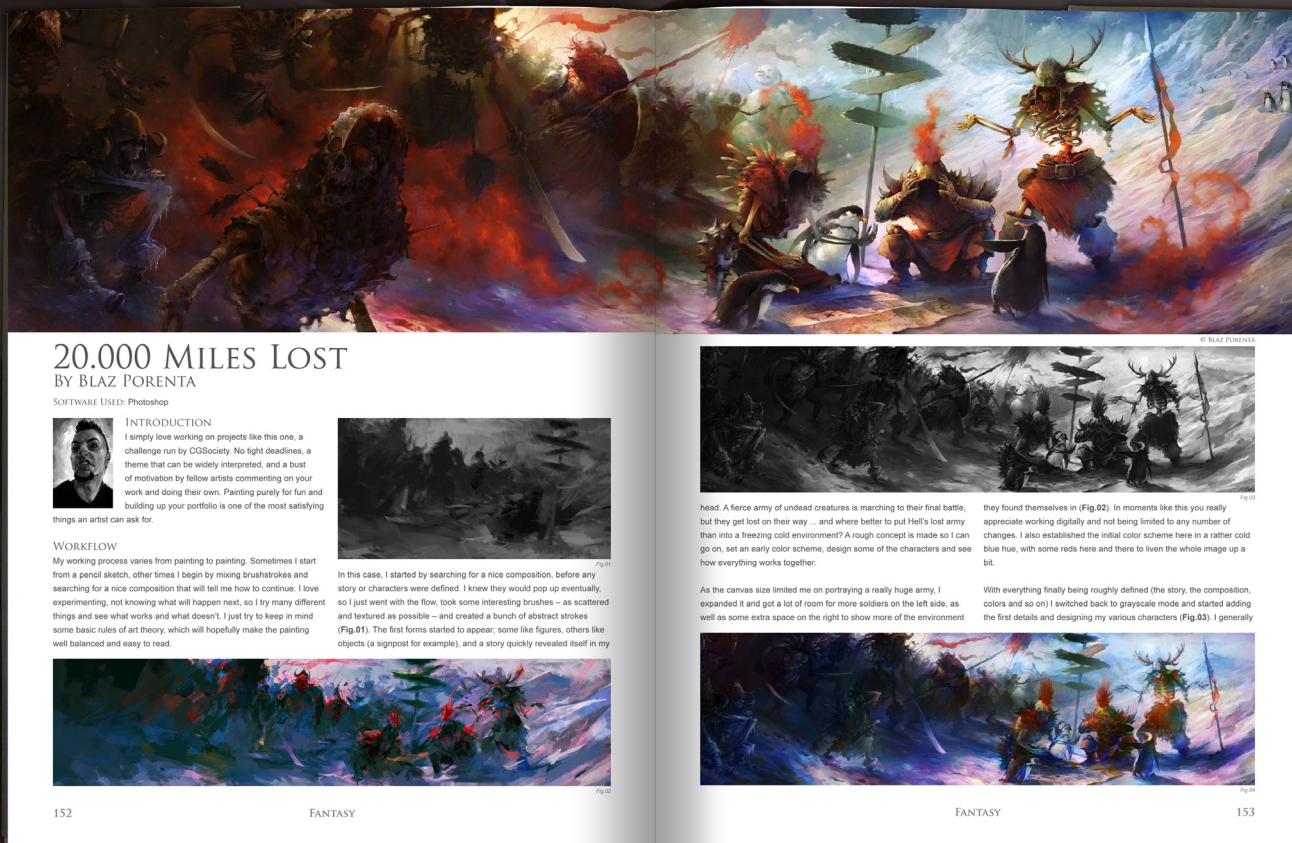 20.000 Miles Lost
By Blaz Porenta
Software Used: Photoshop
Introduction
I simply love working on projects like this one, a
challenge run by CGSociety. No tight deadlines, a
theme that can be widely interpreted, and a bust
of motivation by fellow artists commenting on your
work and doing their own. Painting purely for fun and
building up your portfolio is one of the most satisfying
things an artist can ask for.
Workflow
My working process varies from painting to painting. Sometimes I start
from a pencil sketch, other times I begin by mixing brushstrokes and
searching for a nice composition that will tell me how to continue. I love
experimenting, not knowing what will happen next, so I try many different
things and see what works and what doesn't. I just try to keep in mind
some basic rules of art theory, which will hopefully make the painting
well balanced and easy to read.
Fig.01
In this case, I started by searching for a nice composition, before any
story or characters were defined. I knew they would pop up eventually,
so I just went with the flow, took some interesting brushes – as scattered
and textured as possible – and created a bunch of abstract strokes
(Fig.01). The first forms started to appear; some like figures, others like
objects (a signpost for example), and a story quickly revealed itself in my
Fig.02
152
Fantasy
© Blaz Porenta
Fig.03
head. A fierce army of undead creatures is marching to their final battle,
but they get lost on their way ... and where better to put Hell's lost army
than into a freezing cold environment? A rough concept is made so I can
go on, set an early color scheme, design some of the characters and see
how everything works together.
As the canvas size limited me on portraying a really huge army, I
expanded it and got a lot of room for more soldiers on the left side, as
well as some extra space on the right to show more of the environment
they found themselves in (Fig.02). In moments like this you really
appreciate working digitally and not being limited to any number of
changes. I also established the initial color scheme here in a rather cold
blue hue, with some reds here and there to liven the whole image up a
bit.
With everything finally being roughly defined (the story, the composition,
colors and so on) I switched back to grayscale mode and started adding
the first details and designing my various characters (Fig.03). I generally
Fig.04
Fantasy
153